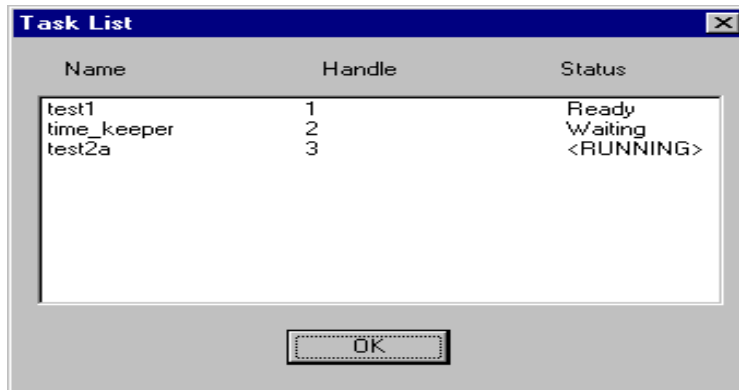 Task List
Name Handle Status
test1 1 Ready
time_keeper 2 Waiting
test2a 3 <RUNNING>
OK